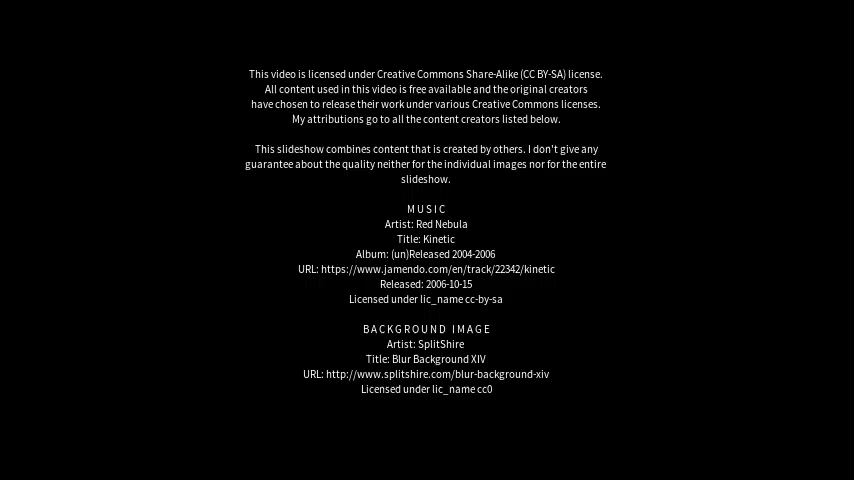 This video is licensed under Creative Commons Share-Alike (CC BY-SA) license.
All content used in this video is free available and the original creators
have chosen to release their work under various Creative Commons licenses.
My attributions go to all the content creators listed below.
This slideshow combines content that is created by others. I don't give any
guarantee about the quality neither for the individual images nor for the entire
slideshow.
MUSIC
Artist: Red Nebula
Title: Kinetic
Album: (un)Released 2004-2006
URL: https://www.jamendo.com/en/track/22342/kinetic
Released: 2006-10-15
Licensed under lic_name cc-by-sa
BACKGROUND IMAGE
Artist: SplitShire
Title: Blur Background XIV
URL: http://www.splitshire.com/blur-background-xiv
Licensed under lic_name cc0